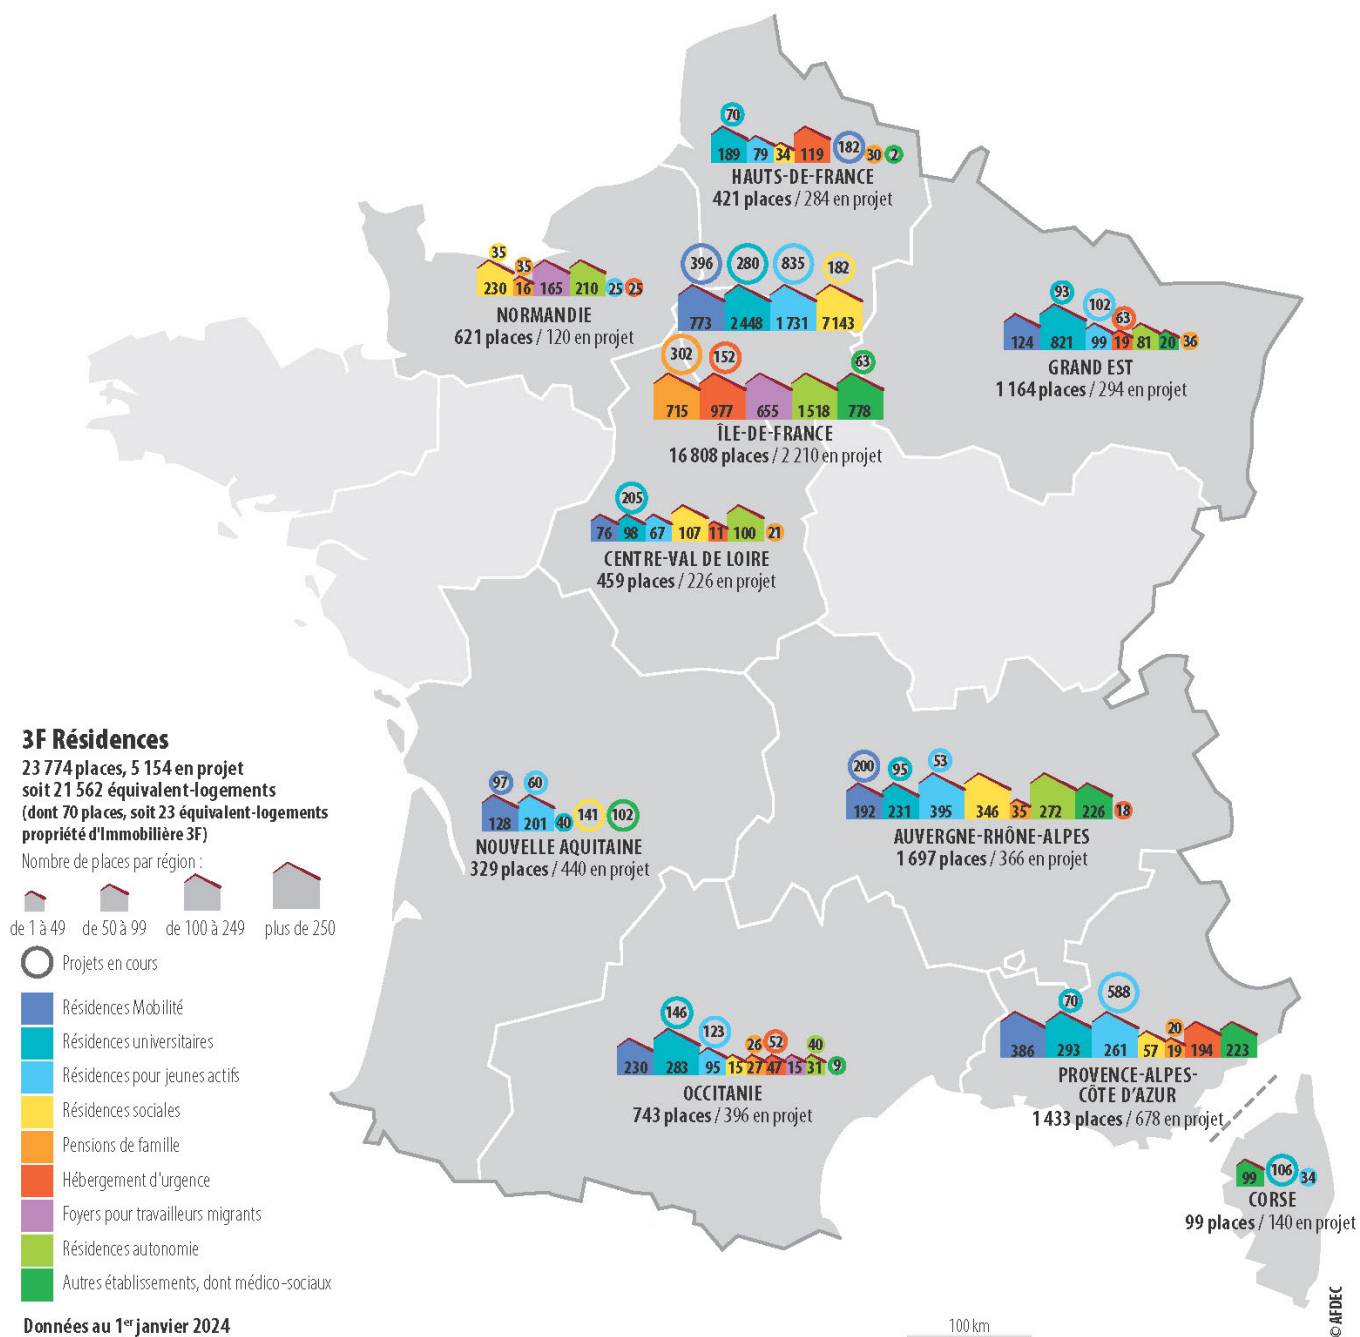 70
189 79 34 119 182 30 2
HAUTS-DE-FRANCE
421 places / 284 en projet
35
35
230 16 165 210 25 25
NORMANDIE
621 places / 120 en projet
396 280 835 182
773 2 448 1 731 7 143
302 152 63
715 977 655 1 518 778
ÎLE-DE-FRANCE
16 808 places / 2 210 en projet
93
102
63
124 821 99 19 81 20 36
GRAND EST
1 164 places / 294 en projet
205
76 98 67 107 11 100 21
CENTRE-VAL DE LOIRE
459 places / 226 en projet
97 60
128 201 40 141 102
NOUVELLE AQUITAINE
329 places / 440 en projet
200 95 53
192 231 395 346 35 272 226 18
AUVERGNE-RHÔNE-ALPES
1 697 places / 366 en projet
146
123
26 52 40
230 283 95 15 27 47 15 31 9
OCCITANIE
743 places / 396 en projet
70 588
20
386 293 261 57 19 194 223
PROVENCE-ALPES-
CÔTE D'AZUR
1 433 places / 678 en projet
99 106 34
CORSE
99 places / 140 en projet
3F Résidences
23 774 places, 5 154 en projet
soit 21 562 équivalent-logements
(dont 70 places, soit 23 équivalent-logements
propriété d'Immobilière 3F)
Nombre de places par région :
de 1 à 49 de 50 à 99 de 100 à 249 plus de 250
Projets en cours
Résidences Mobilité
Résidences universitaires
Résidences pour jeunes actifs
Résidences sociales
Pensions de famille
Hébergement d'urgence
Foyers pour travailleurs migrants
Résidences autonomie
Autres établissements, dont médico-sociaux
Données au 1er janvier 2024
100 km
© AFDEC